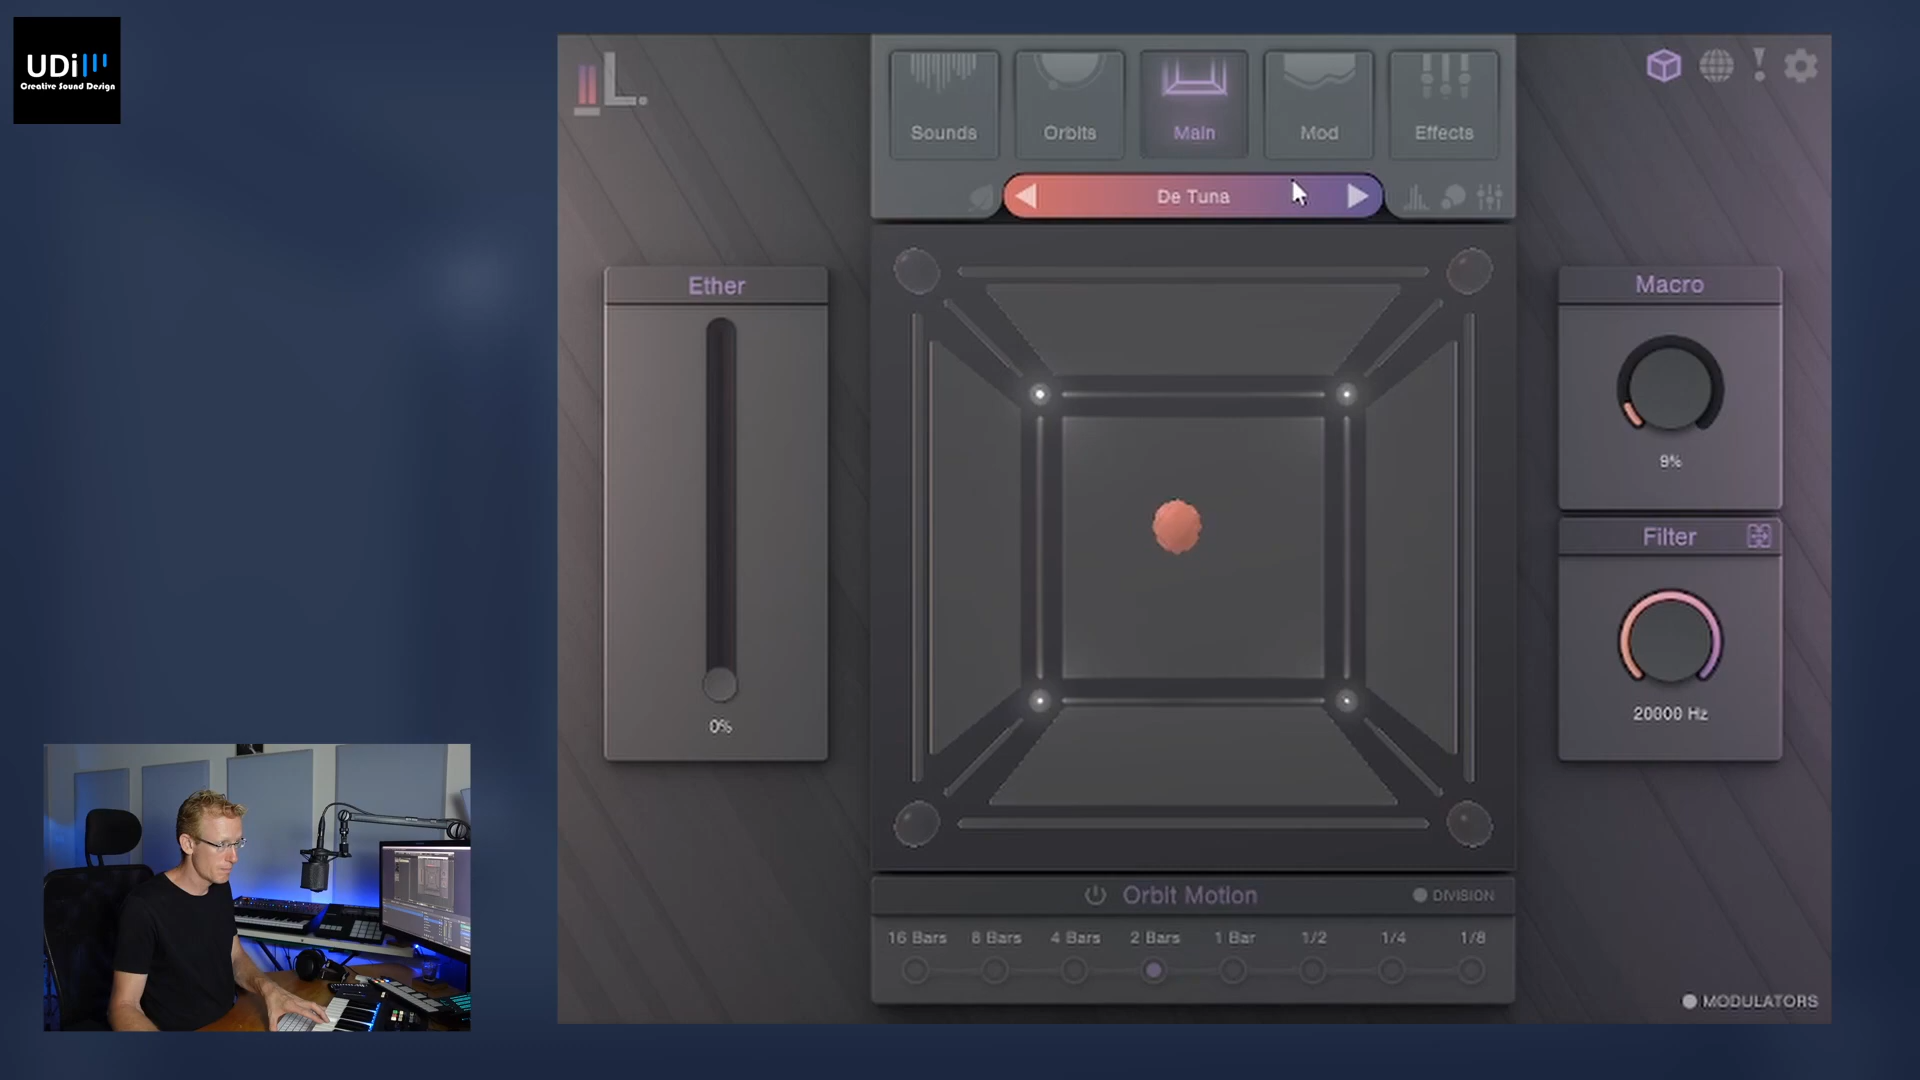 UDi
Creative Sound Design
L.
Sounds
Orbits
Main
Mod
Effects
De Tuna
Ether
0%
Macro
9%
Filter
20000 Hz
Orbit Motion
DIVISION
16 Bars
8 Bars
4 Bars
2 Bars
1 Bar
1/2
1/4
1/8
MODULATORS